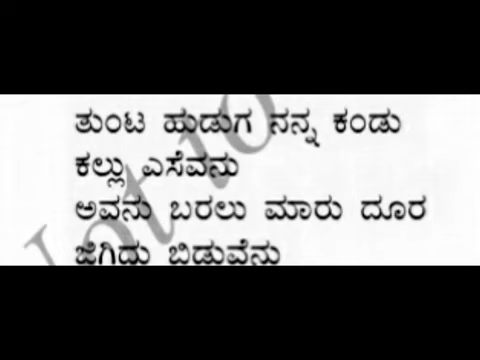 ತುಂಟ ಹುಡುಗ ನನ್ನ ಕಂಡು
ಕಲ್ಲು ಎಸೆವನು
ಅವನು ಬರಲು ಮಾರು ದೂರ
ಜಿಗಿದು ಬಿಡುವೆನು